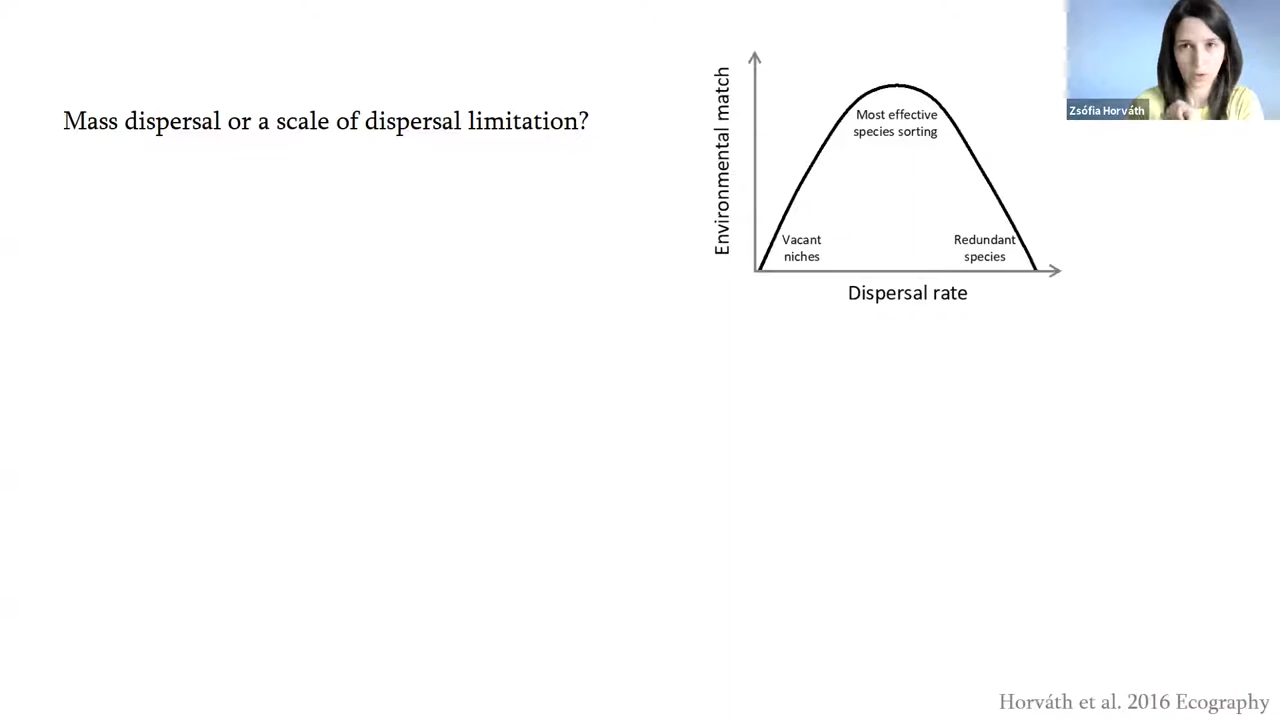 Zsófia Horváth
Mass dispersal or a scale of dispersal limitation?
Environmental match
Most effective
species sorting
Vacant
niches
Redundant
species
Dispersal rate
Horváth et al. 2016 Ecography